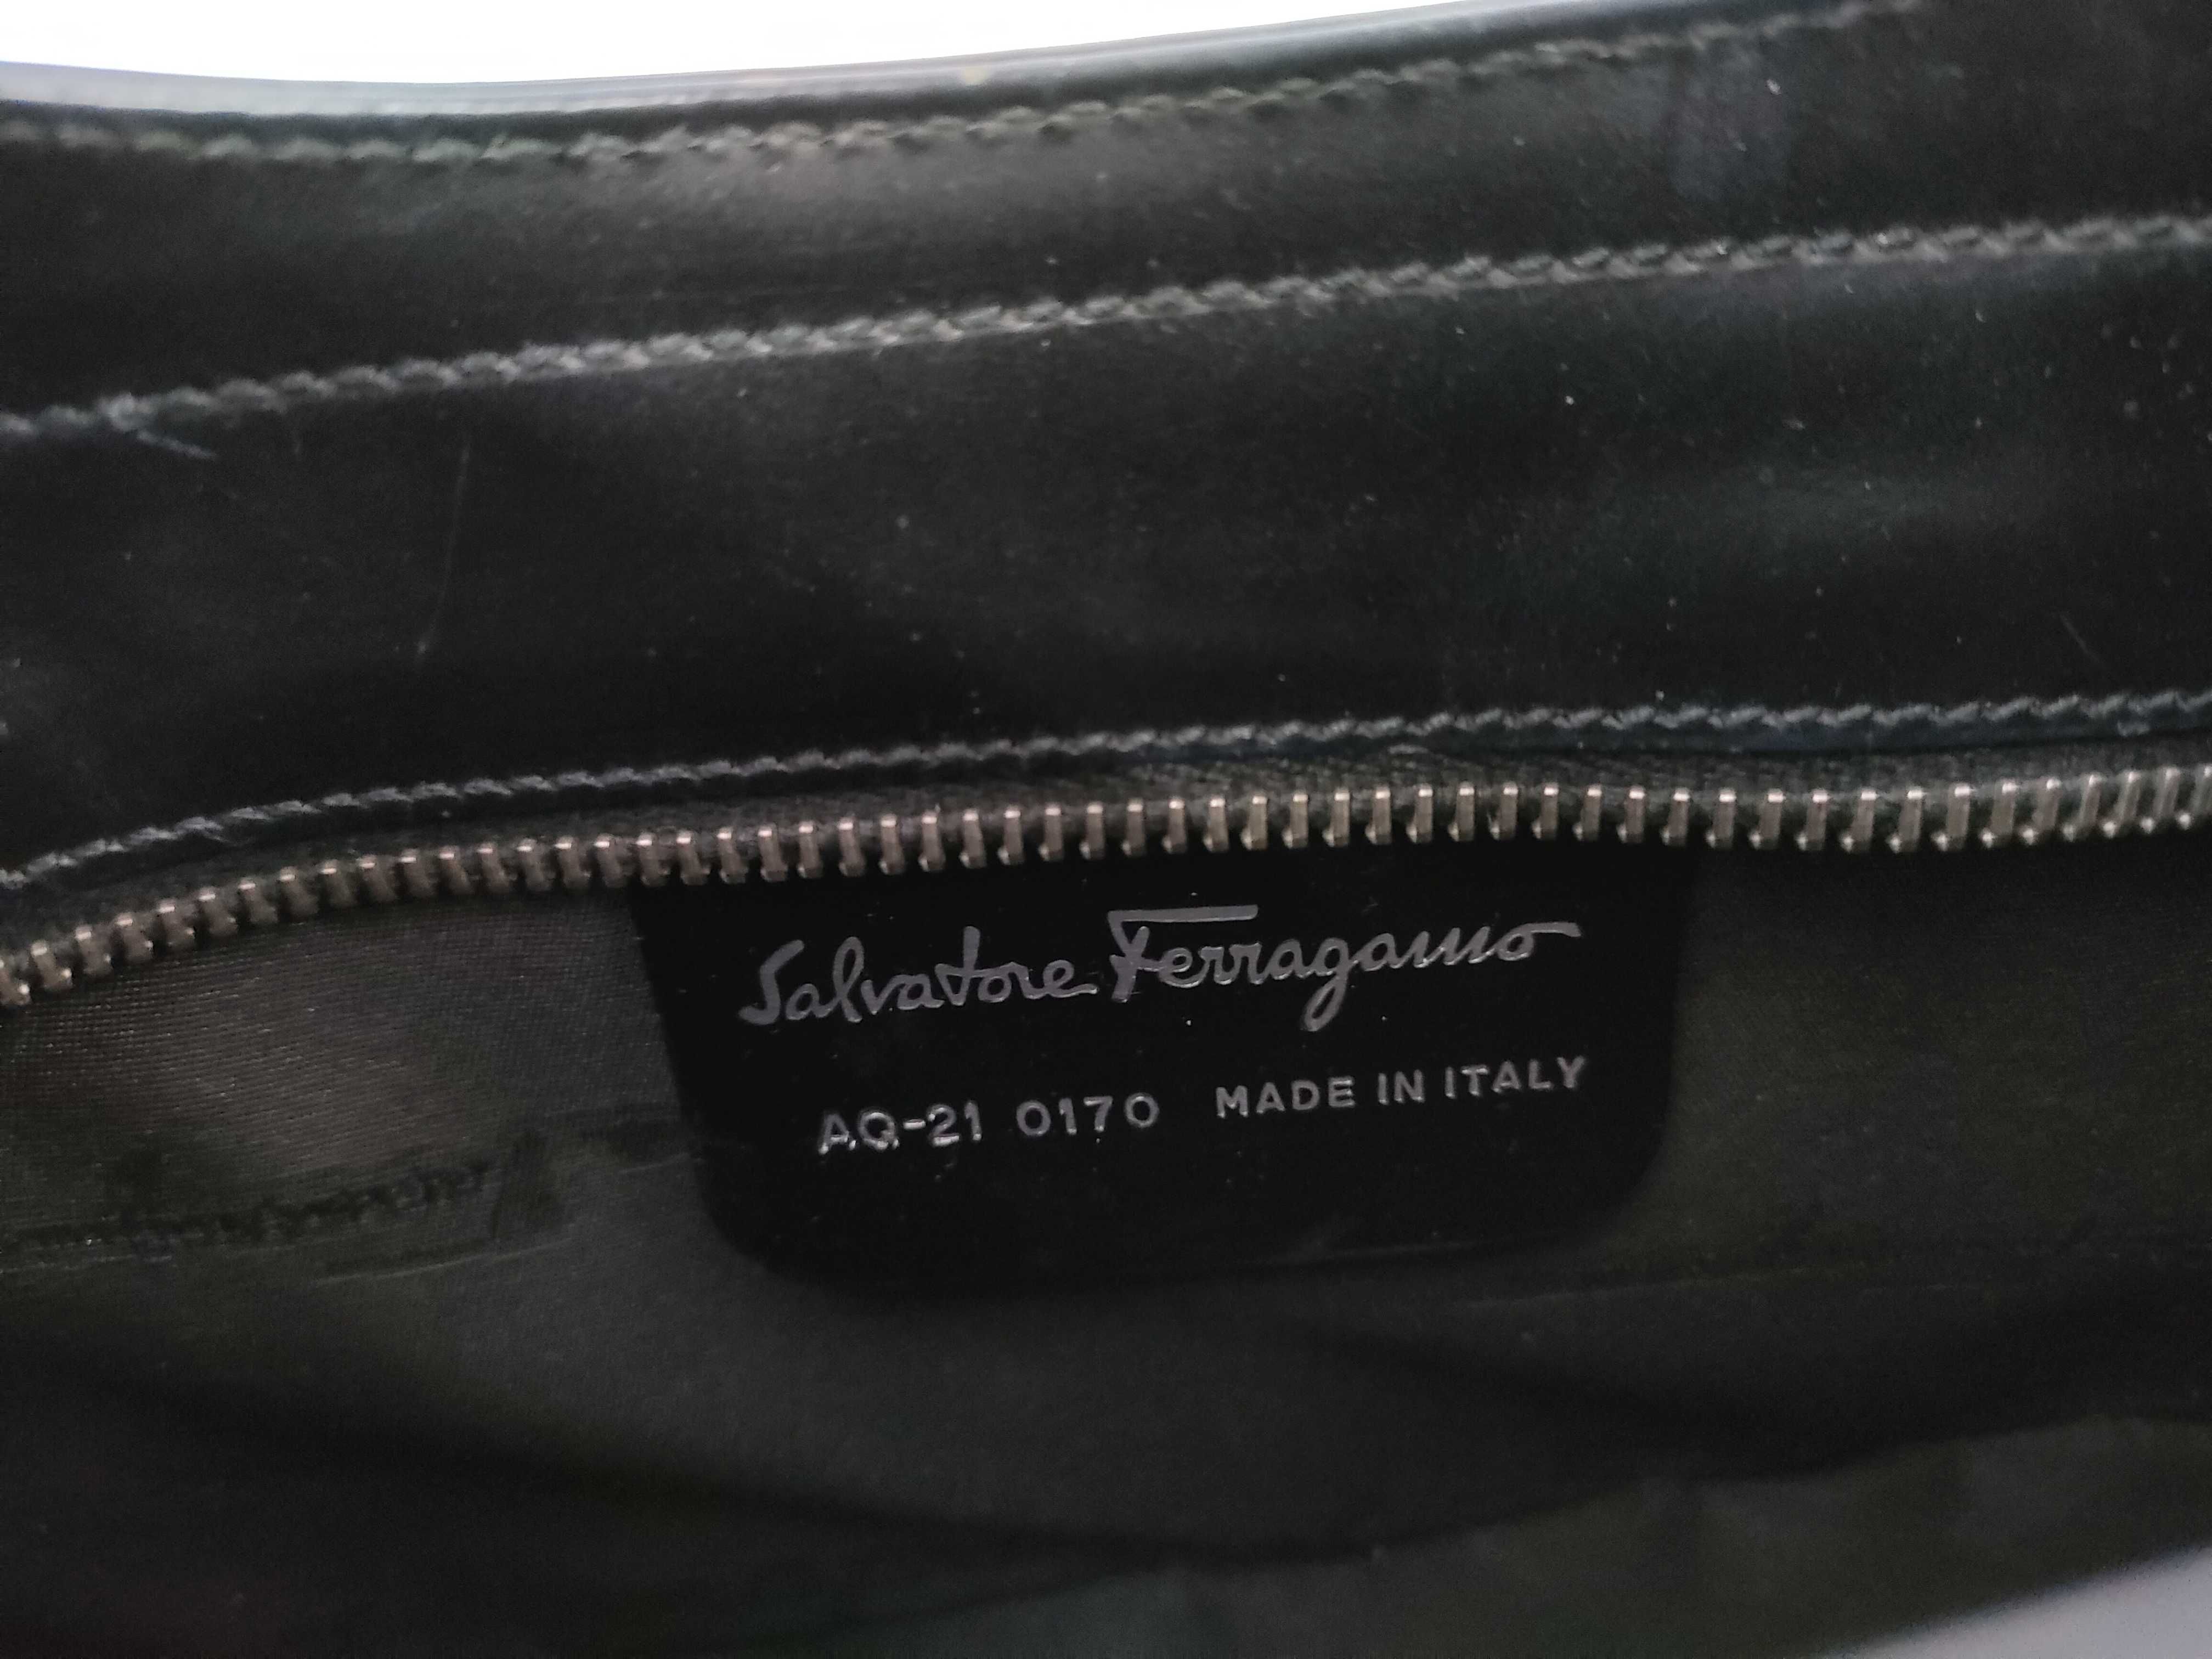 Salvatore Ferragamo
AQ-21 0170 MADE IN ITALY